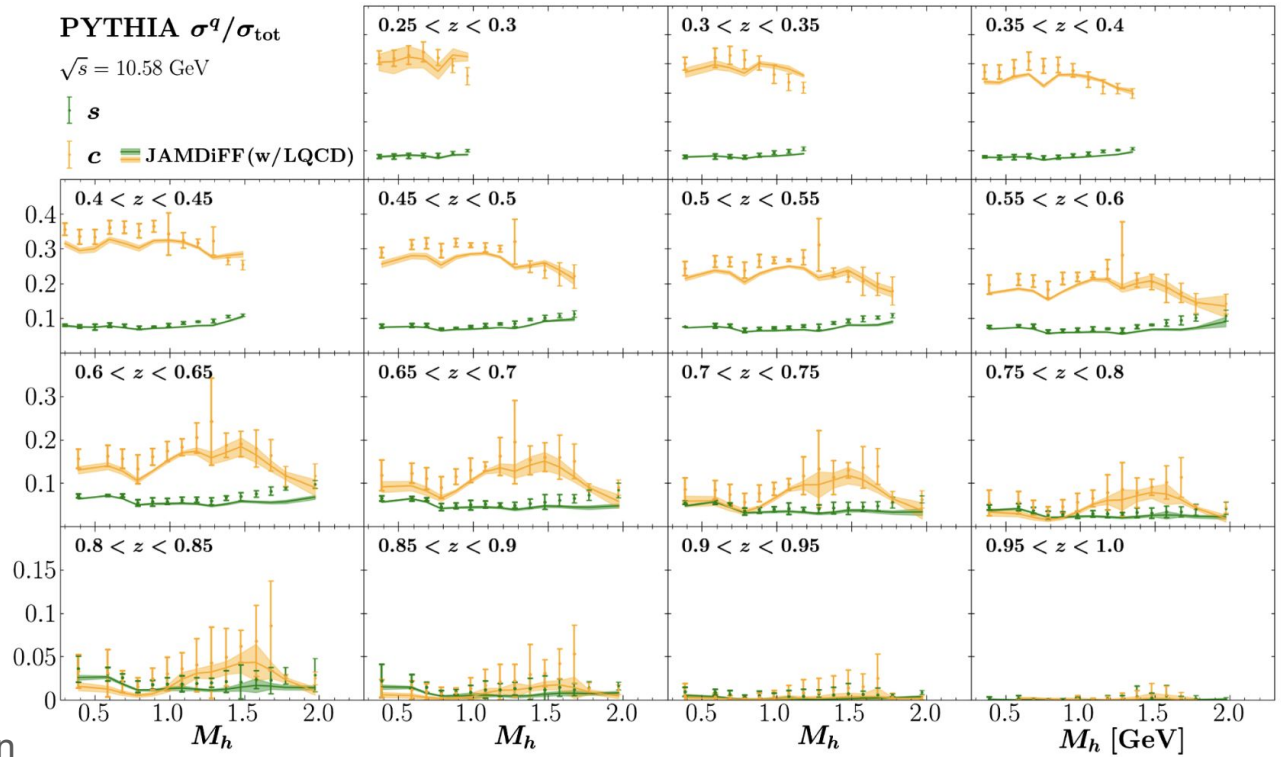 PYTHIA σ^q/σ_tot
√s = 10.58 GeV
s
c JAMDiFF(w/LQCD)
0.25 < z < 0.3
0.3 < z < 0.35
0.35 < z < 0.4
0.4 < z < 0.45
0.45 < z < 0.5
0.5 < z < 0.55
0.55 < z < 0.6
0.4
0.3
0.2
0.1
0.6 < z < 0.65
0.65 < z < 0.7
0.7 < z < 0.75
0.75 < z < 0.8
0.3
0.2
0.1
0.8 < z < 0.85
0.85 < z < 0.9
0.9 < z < 0.95
0.95 < z < 1.0
0.15
0.1
0.05
0
0.5 1.0 1.5 2.0
0.5 1.0 1.5 2.0
0.5 1.0 1.5 2.0
0.5 1.0 1.5 2.0
M_h
M_h
M_h
M_h [GeV]
n